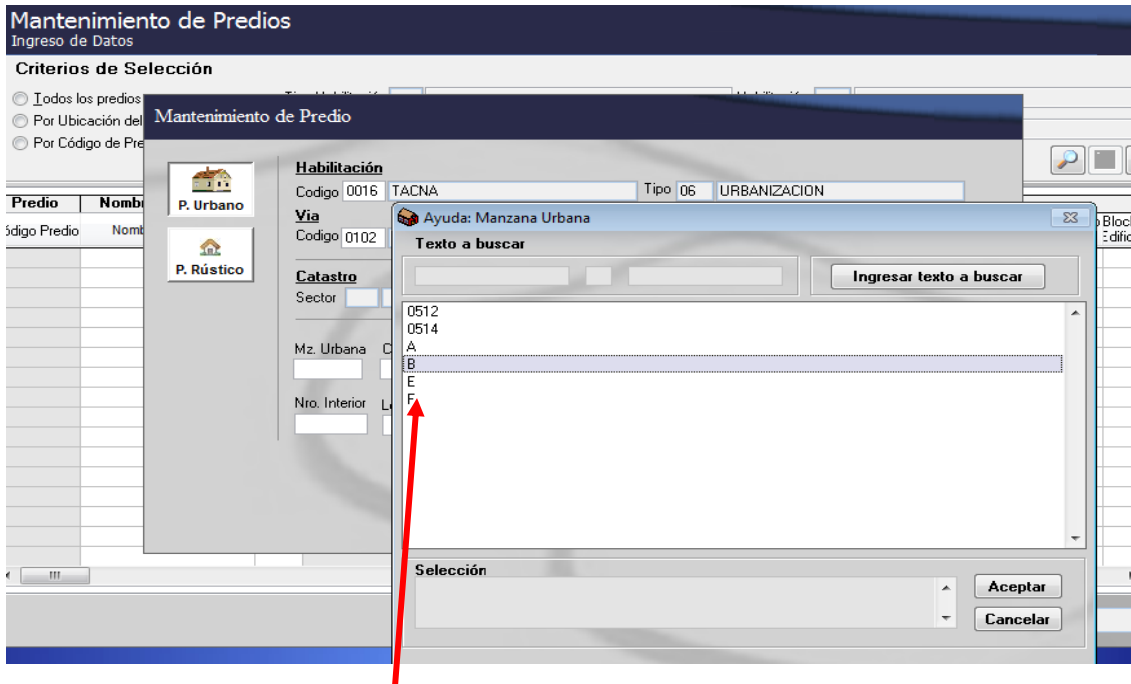 Mantenimiento de Predios
Ingreso de Datos
Criterios de Selección
Todos los predios
Por Ubicación del
Por Código de Pre
Mantenimiento de Predio
P. Urbano
P. Rústico
Habilitación
Codigo 0016 TACNA Tipo 06 URBANIZACION
Via
Codigo 0102
Catastro
Sector
Mz. Urbana C
Nro. Interior L
Predio Nomb
ódigo Predio Nomb
Bloc
Edific
Ayuda: Manzana Urbana
Texto a buscar
Ingresar texto a buscar
0512
0514
A
B
E
F
Selección
Aceptar
Cancelar